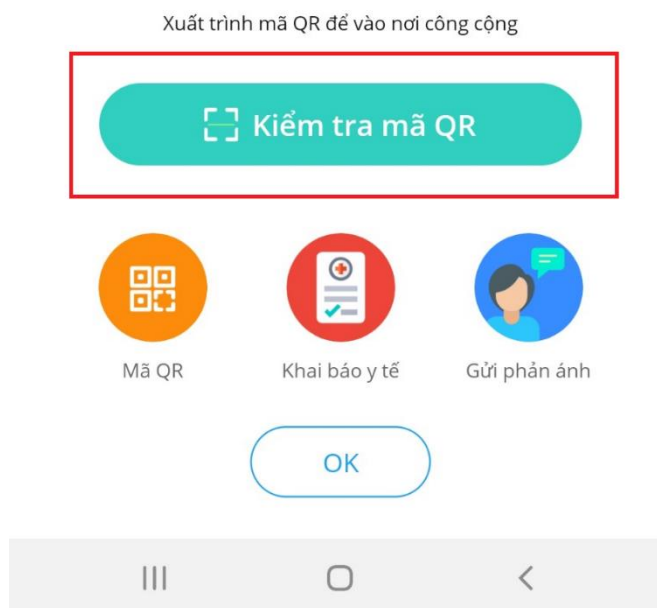 Xuất trình mã QR để vào nơi công cộng
Kiểm tra mã QR
Mã QR
Khai báo y tế
Gửi phản ánh
OK